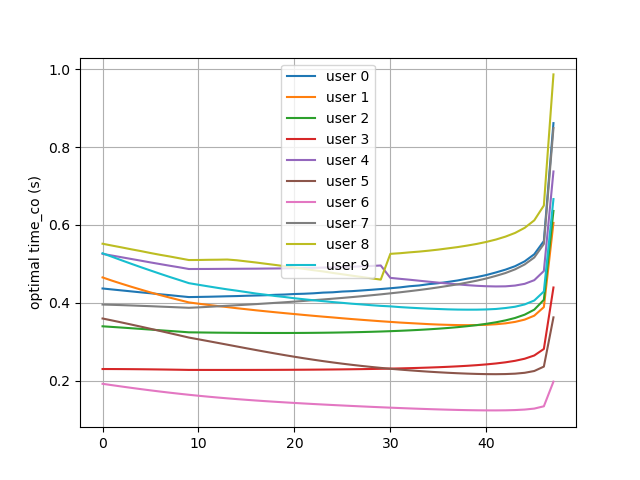 1.0
0.8
0.6
0.4
0.2
optimal time_co (s)
user 0
user 1
user 2
user 3
user 4
user 5
user 6
user 7
user 8
user 9
0 10 20 30 40